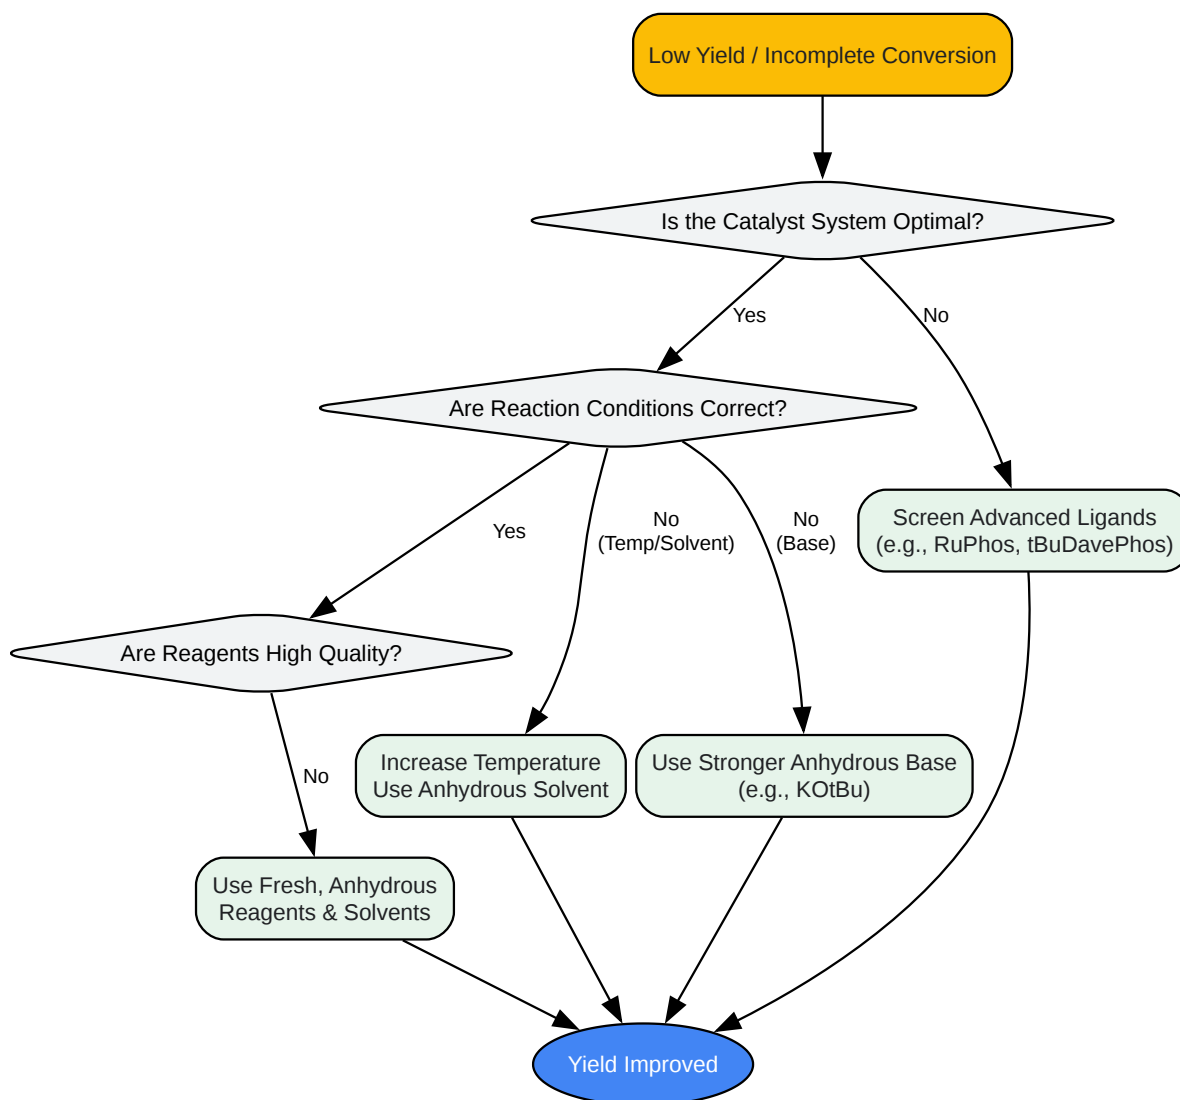 Low Yield / Incomplete Conversion
Is the Catalyst System Optimal?
Yes
No
Are Reaction Conditions Correct?
Yes
No
(Temp/Solvent)
No
(Base)
Screen Advanced Ligands
(e.g., RuPhos, tBuDavePhos)
Are Reagents High Quality?
No
Increase Temperature
Use Anhydrous Solvent
Use Stronger Anhydrous Base
(e.g., KOtBu)
Use Fresh, Anhydrous
Reagents & Solvents
Yield Improved